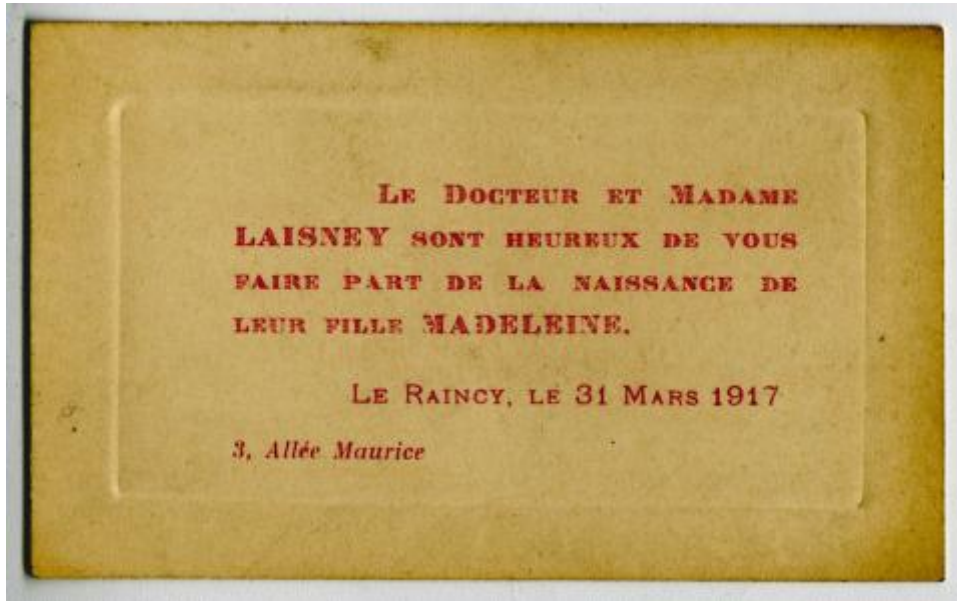 LE DOCTEUR ET MADAME
LAISNEY SONT HEUREUX DE VOUS
FAIRE PART DE LA NAISSANCE DE
LEUR FILLE MADELEINE.
LE RAINCY, LE 31 MARS 1917
3, Allée Maurice